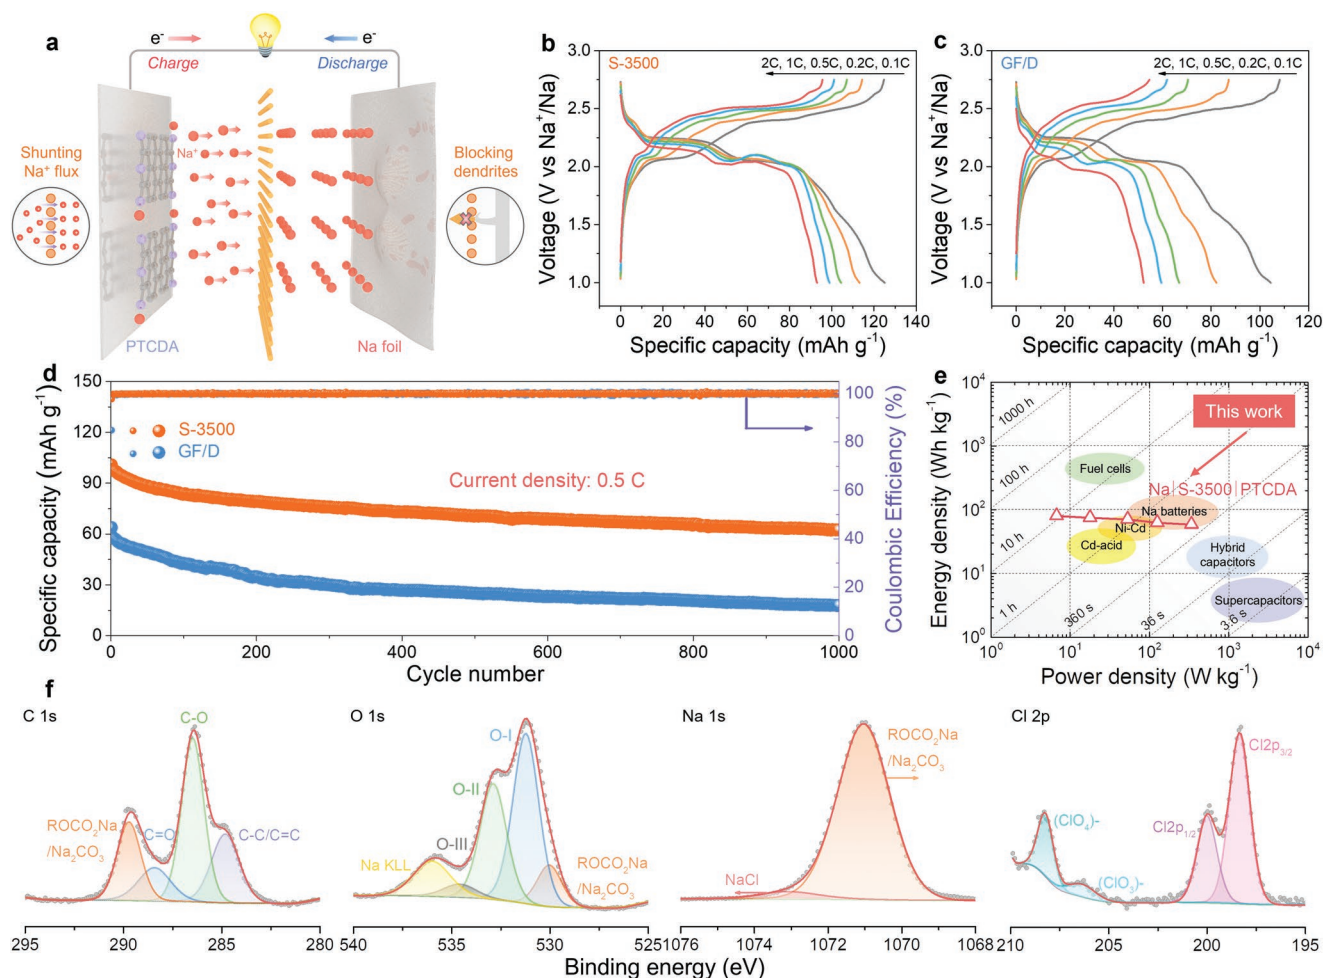 a
e-
e-
Charge
Discharge
Shunting
Na⁺ flux
Na⁺
Blocking
dendrites
PTCDA
Na foil
b
S-3500
2C, 1C, 0.5C, 0.2C, 0.1C
Voltage (V vs Na⁺/Na)
3.0
2.5
2.0
1.5
1.0
0 20 40 60 80 100 120 140
Specific capacity (mAh g⁻¹)
c
GF/D
2C, 1C, 0.5C, 0.2C, 0.1C
Voltage (V vs Na⁺/Na)
3.0
2.5
2.0
1.5
1.0
0 20 40 60 80 100 120
Specific capacity (mAh g⁻¹)
d
Specific capacity (mAh g⁻¹)
150
120
90
60
30
0
S-3500
GF/D
Current density: 0.5 C
100
80
60
40
20
0
Coulombic Efficiency (%)
0 200 400 600 800 1000
Cycle number
e
Energy density (Wh kg⁻¹)
10⁴
10³
10²
10¹
10⁰
1000 h
100 h
10 h
1 h
360 s
36 s
3.6 s
This work
Fuel cells
Na|S-3500|PTCDA
Na batteries
Ni-Cd
Cd-acid
Hybrid
capacitors
Supercapacitors
10⁰ 10¹ 10² 10³ 10⁴
Power density (W kg⁻¹)
f
C 1s
C-O
ROCO₂Na
/Na₂CO₃
C=O
C-C/C=C
295 290 285 280
O 1s
O-I
O-II
O-III
Na KLL
ROCO₂Na
/Na₂CO₃
540 535 530 525
Na 1s
ROCO₂Na
/Na₂CO₃
NaCl
1076 1074 1072 1070 1068
Cl 2p
Cl2p₃/₂
Cl2p₁/₂
(ClO₄)-
(ClO₃)-
210 205 200 195
Binding energy (eV)